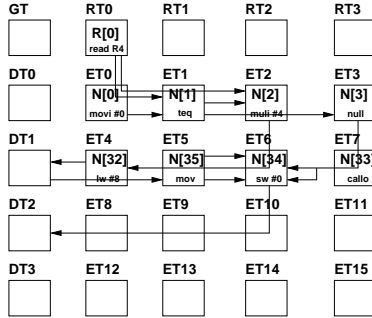 GT RT0 RT1 RT2 RT3
R[0]
read R4
DT0 ET0 ET1 ET2 ET3
N[0] N[1] N[2] N[3]
movi #0 teq muli #4 null
DT1 ET4 ET5 ET6 ET7
N[32] N[35] N[34] N[33]
lw #8 mov sw #0 callo
DT2 ET8 ET9 ET10 ET11
DT3 ET12 ET13 ET14 ET15